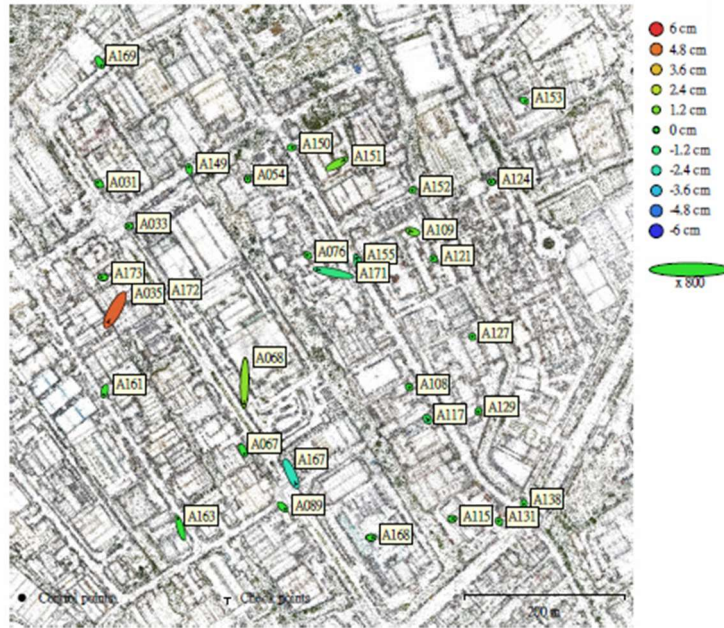 6 cm
4.8 cm
3.6 cm
2.4 cm
1.2 cm
0 cm
-1.2 cm
-2.4 cm
-3.6 cm
-4.8 cm
-6 cm
x 800
A169
A153
A150
A151
A149
A054
A031
A152
A124
A033
A109
A076
A155
A121
A173
A171
A035
A172
A127
A068
A161
A108
A117
A129
A067
A167
A138
A163
A089
A115
A131
A168
Control points
Check points
200 m